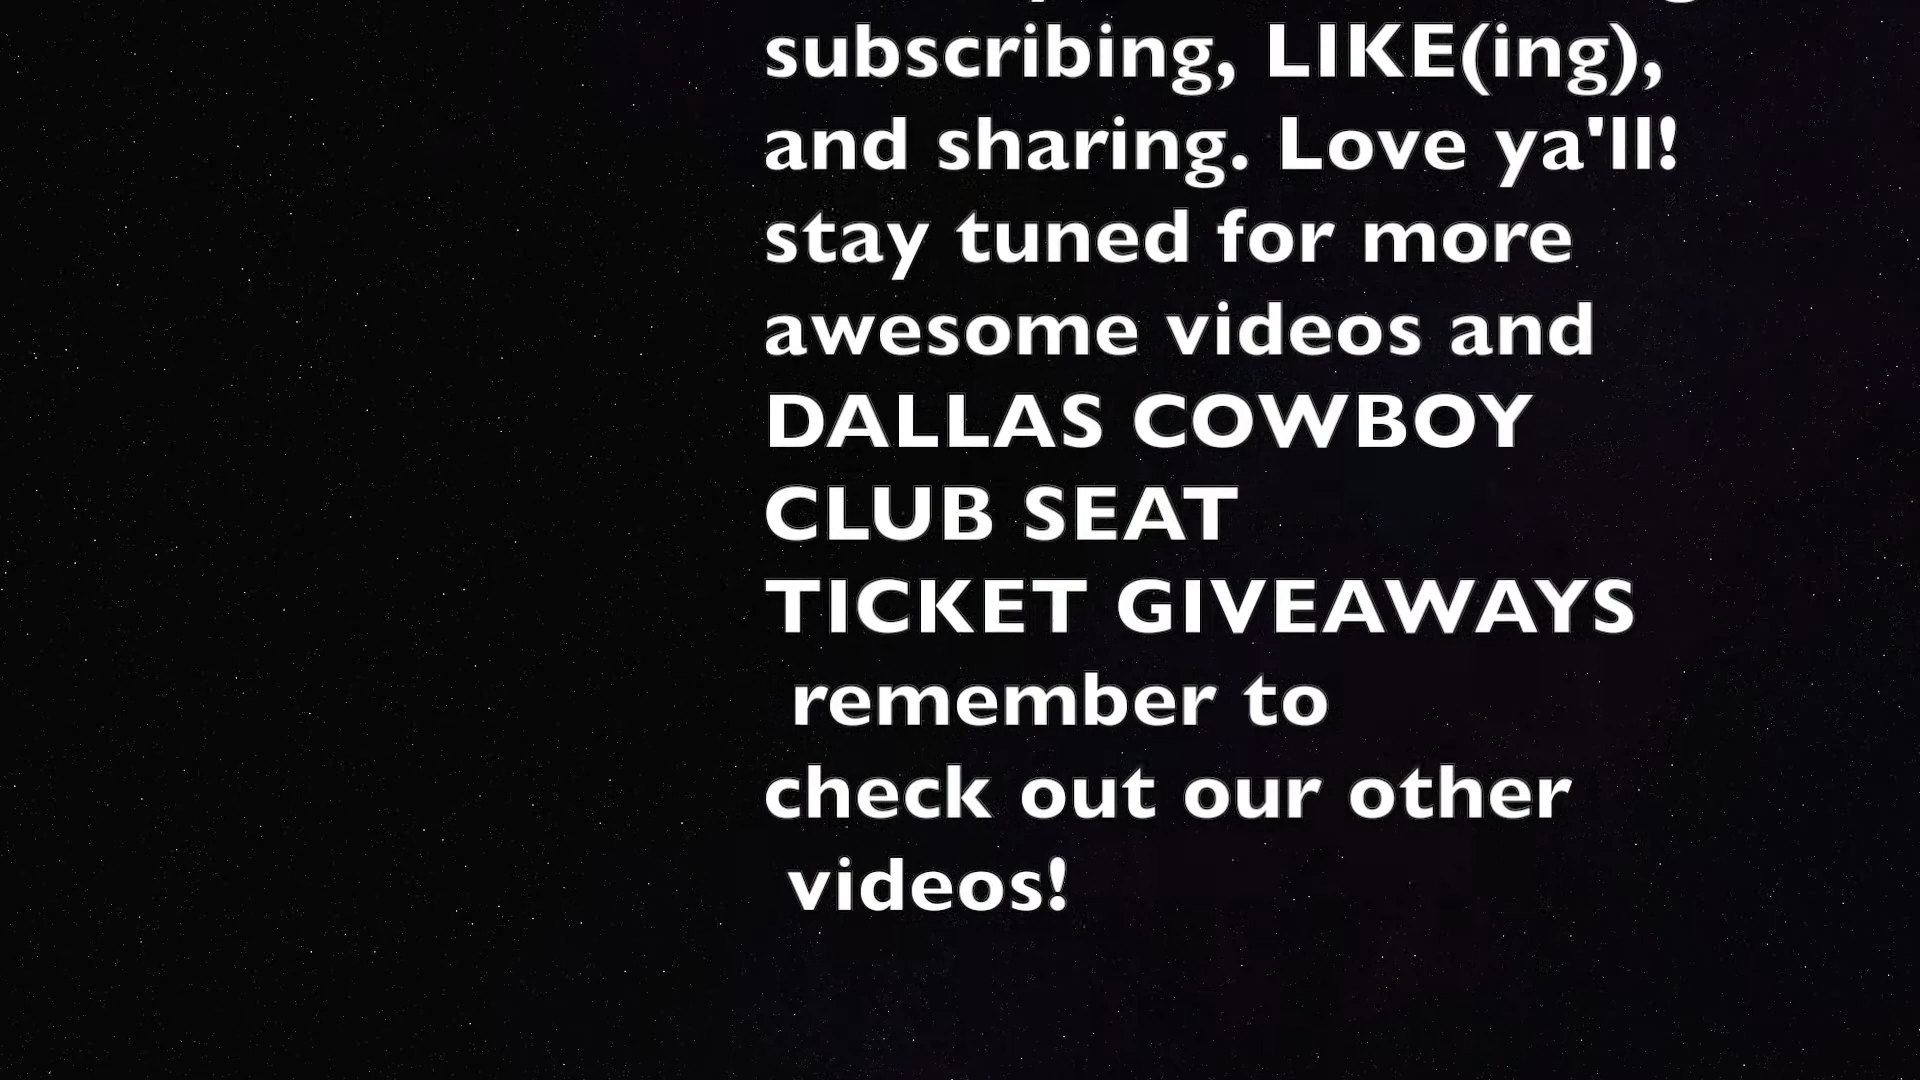 subscribing, LIKE(ing),
and sharing. Love ya'll!
stay tuned for more
awesome videos and
DALLAS COWBOY
CLUB SEAT
TICKET GIVEAWAYS
remember to
check out our other
videos!